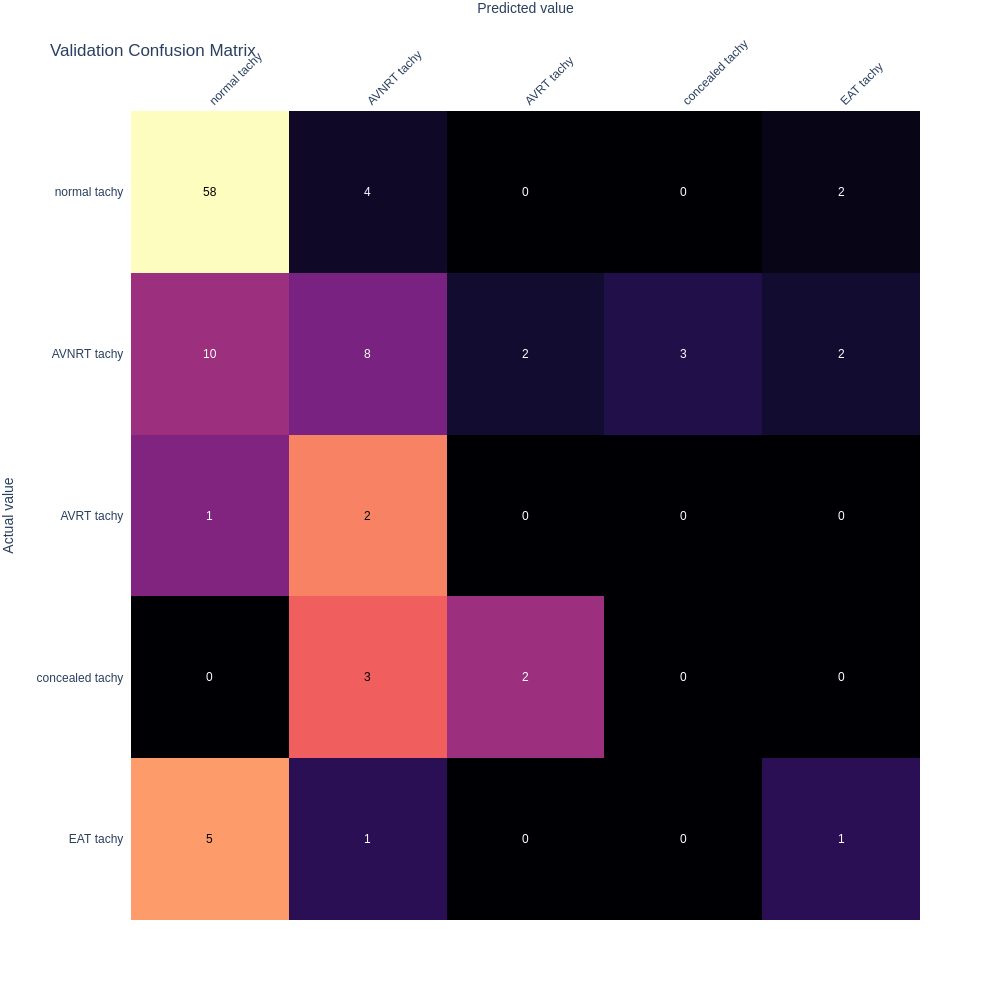 Predicted value
Validation Confusion Matrix
normal tachy AVNRT tachy AVRT tachy concealed tachy EAT tachy
normal tachy 58 4 0 0 2
AVNRT tachy 10 8 2 3 2
Actual value
AVRT tachy 1 2 0 0 0
concealed tachy 0 3 2 0 0
EAT tachy 5 1 0 0 1